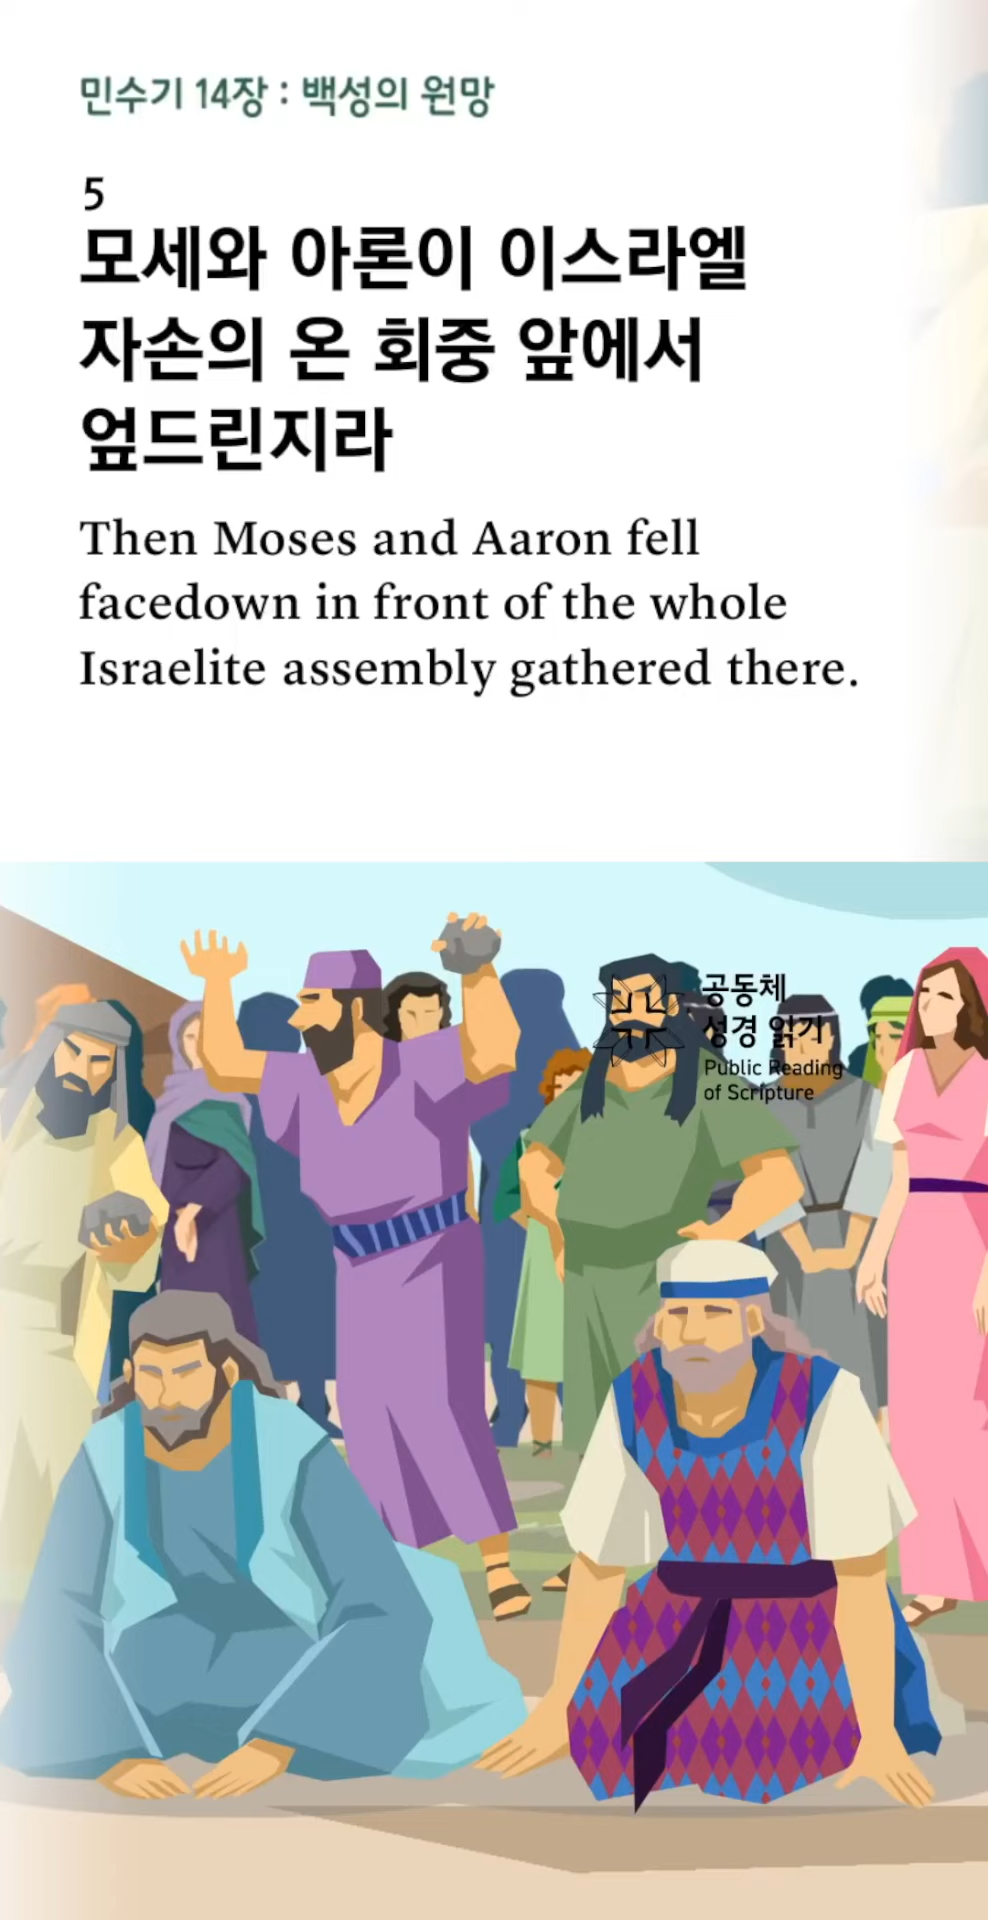 민수기 14장 : 백성의 원망
5
모세와 아론이 이스라엘
자손의 온 회중 앞에서
엎드린지라
Then Moses and Aaron fell
facedown in front of the whole
Israelite assembly gathered there.
공동체
성경 읽기
Public Reading
of Scripture